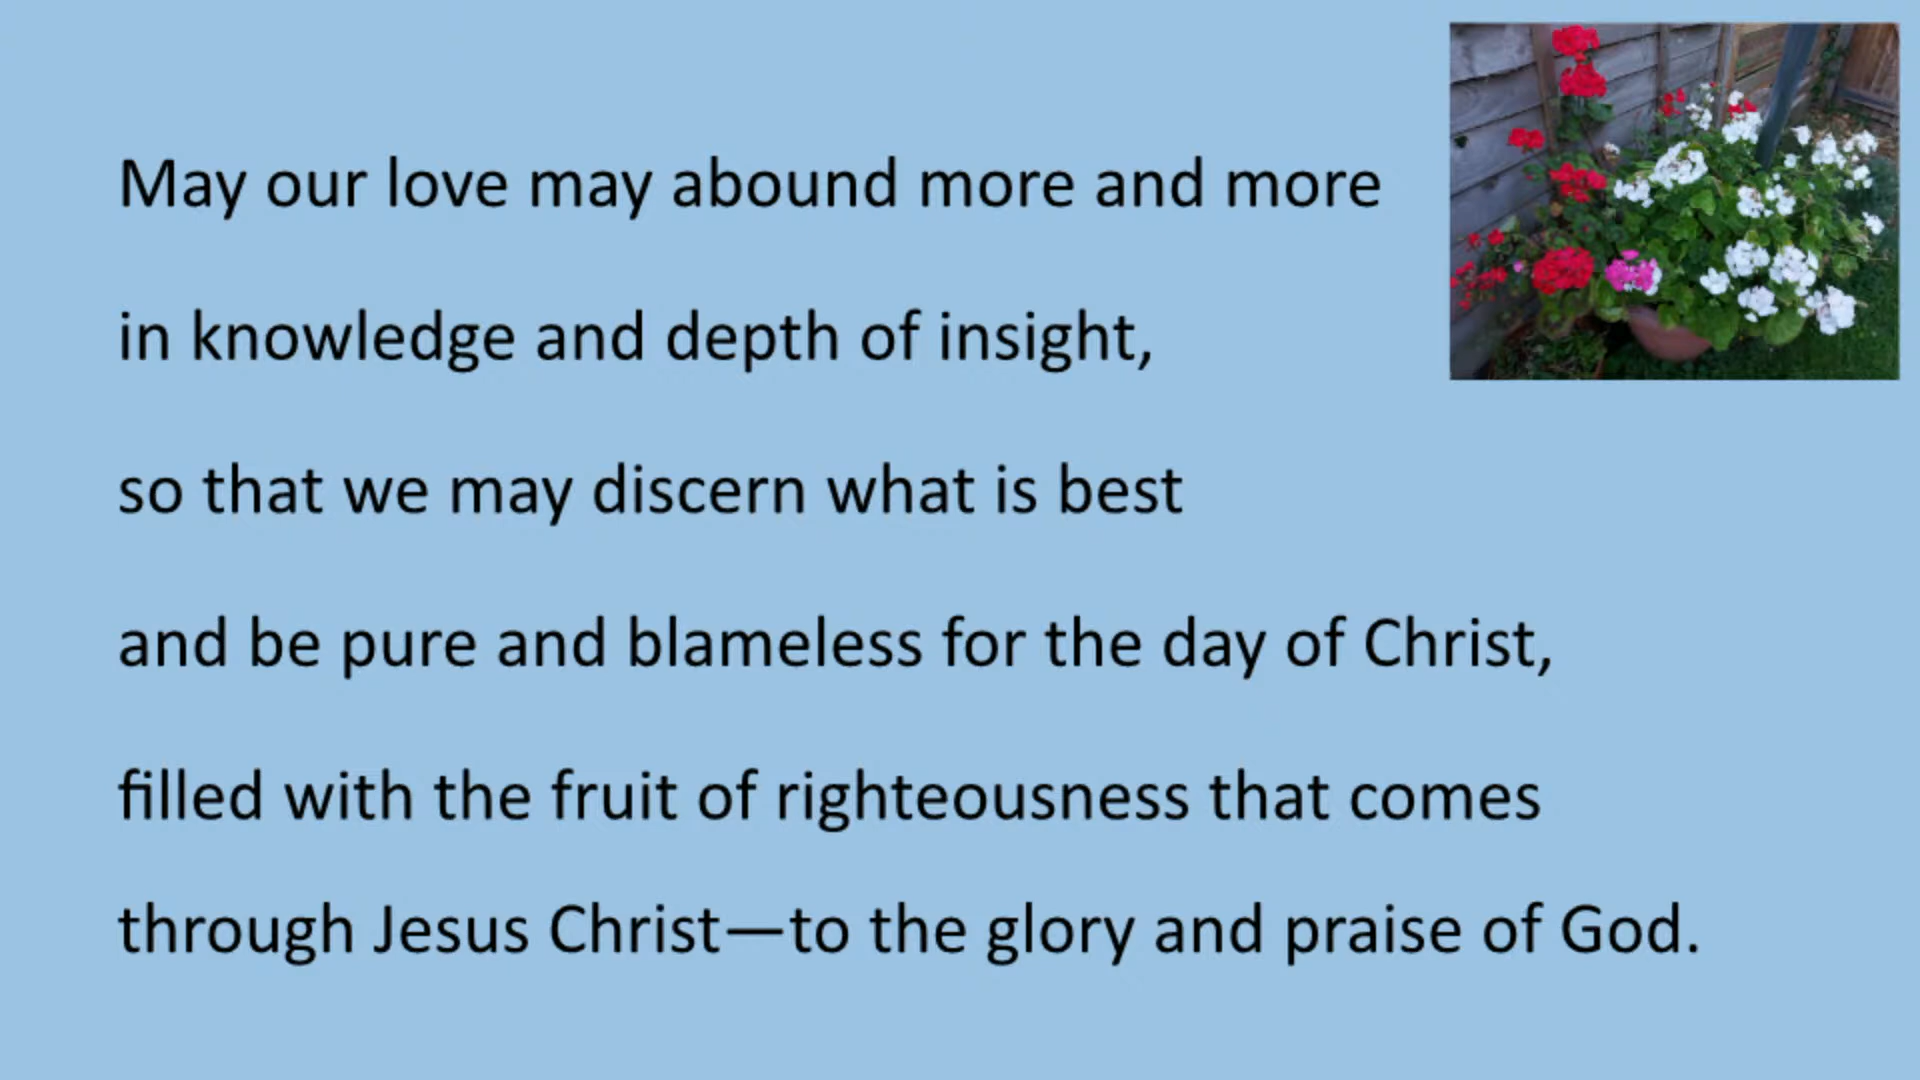 May our love may abound more and more
in knowledge and depth of insight,
so that we may discern what is best
and be pure and blameless for the day of Christ,
filled with the fruit of righteousness that comes
through Jesus Christ—to the glory and praise of God.